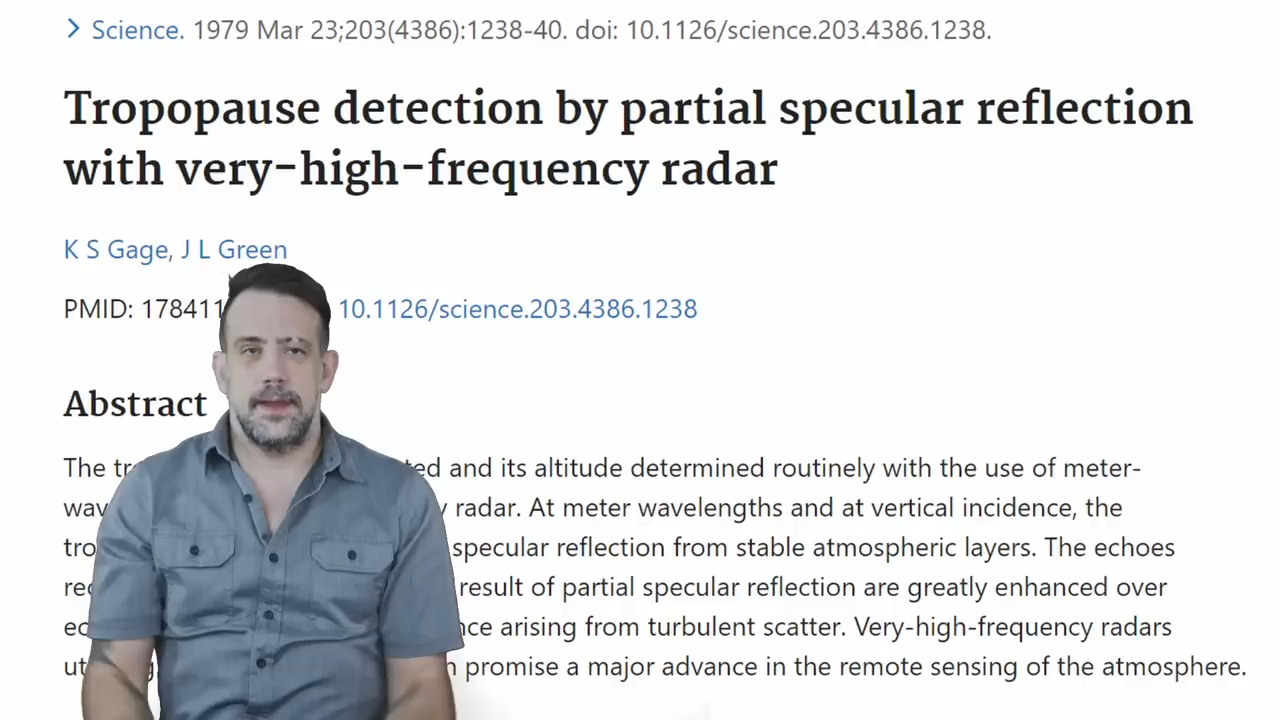 Science. 1979 Mar 23;203(4386):1238-40. doi: 10.1126/science.203.4386.1238.
Tropopause detection by partial specular reflection
with very-high-frequency radar
K S Gage, J L Green
PMID: 178411 10.1126/science.203.4386.1238
Abstract
The and its altitude determined routinely with the use of meter-
radar. At meter wavelengths and at vertical incidence, the
specular reflection from stable atmospheric layers. The echoes
result of partial specular reflection are greatly enhanced over
arising from turbulent scatter. Very-high-frequency radars
promise a major advance in the remote sensing of the atmosphere.